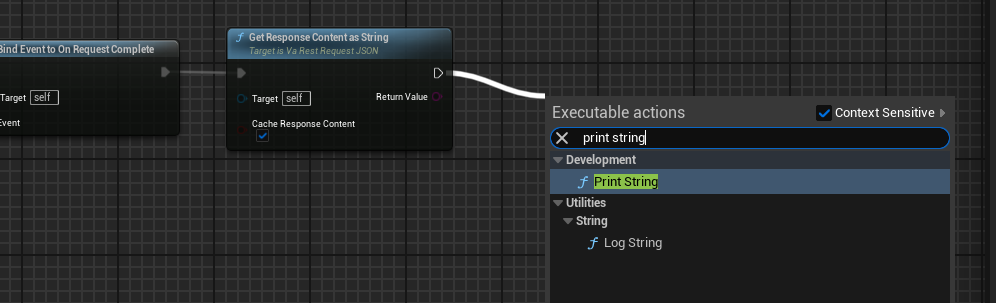 Bind Event to On Request Complete
Target self
Event
f Get Response Content as String
Target is Va Rest Request JSON
Target self
Return Value
Cache Response Content
Executable actions
Context Sensitive
print string
Development
f Print String
Utilities
String
f Log String